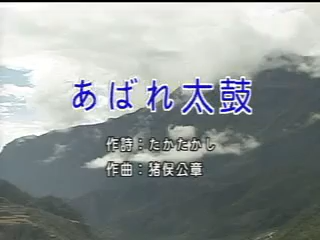 あばれ太鼓
作詩：たかたかし
作曲：猪俣公章